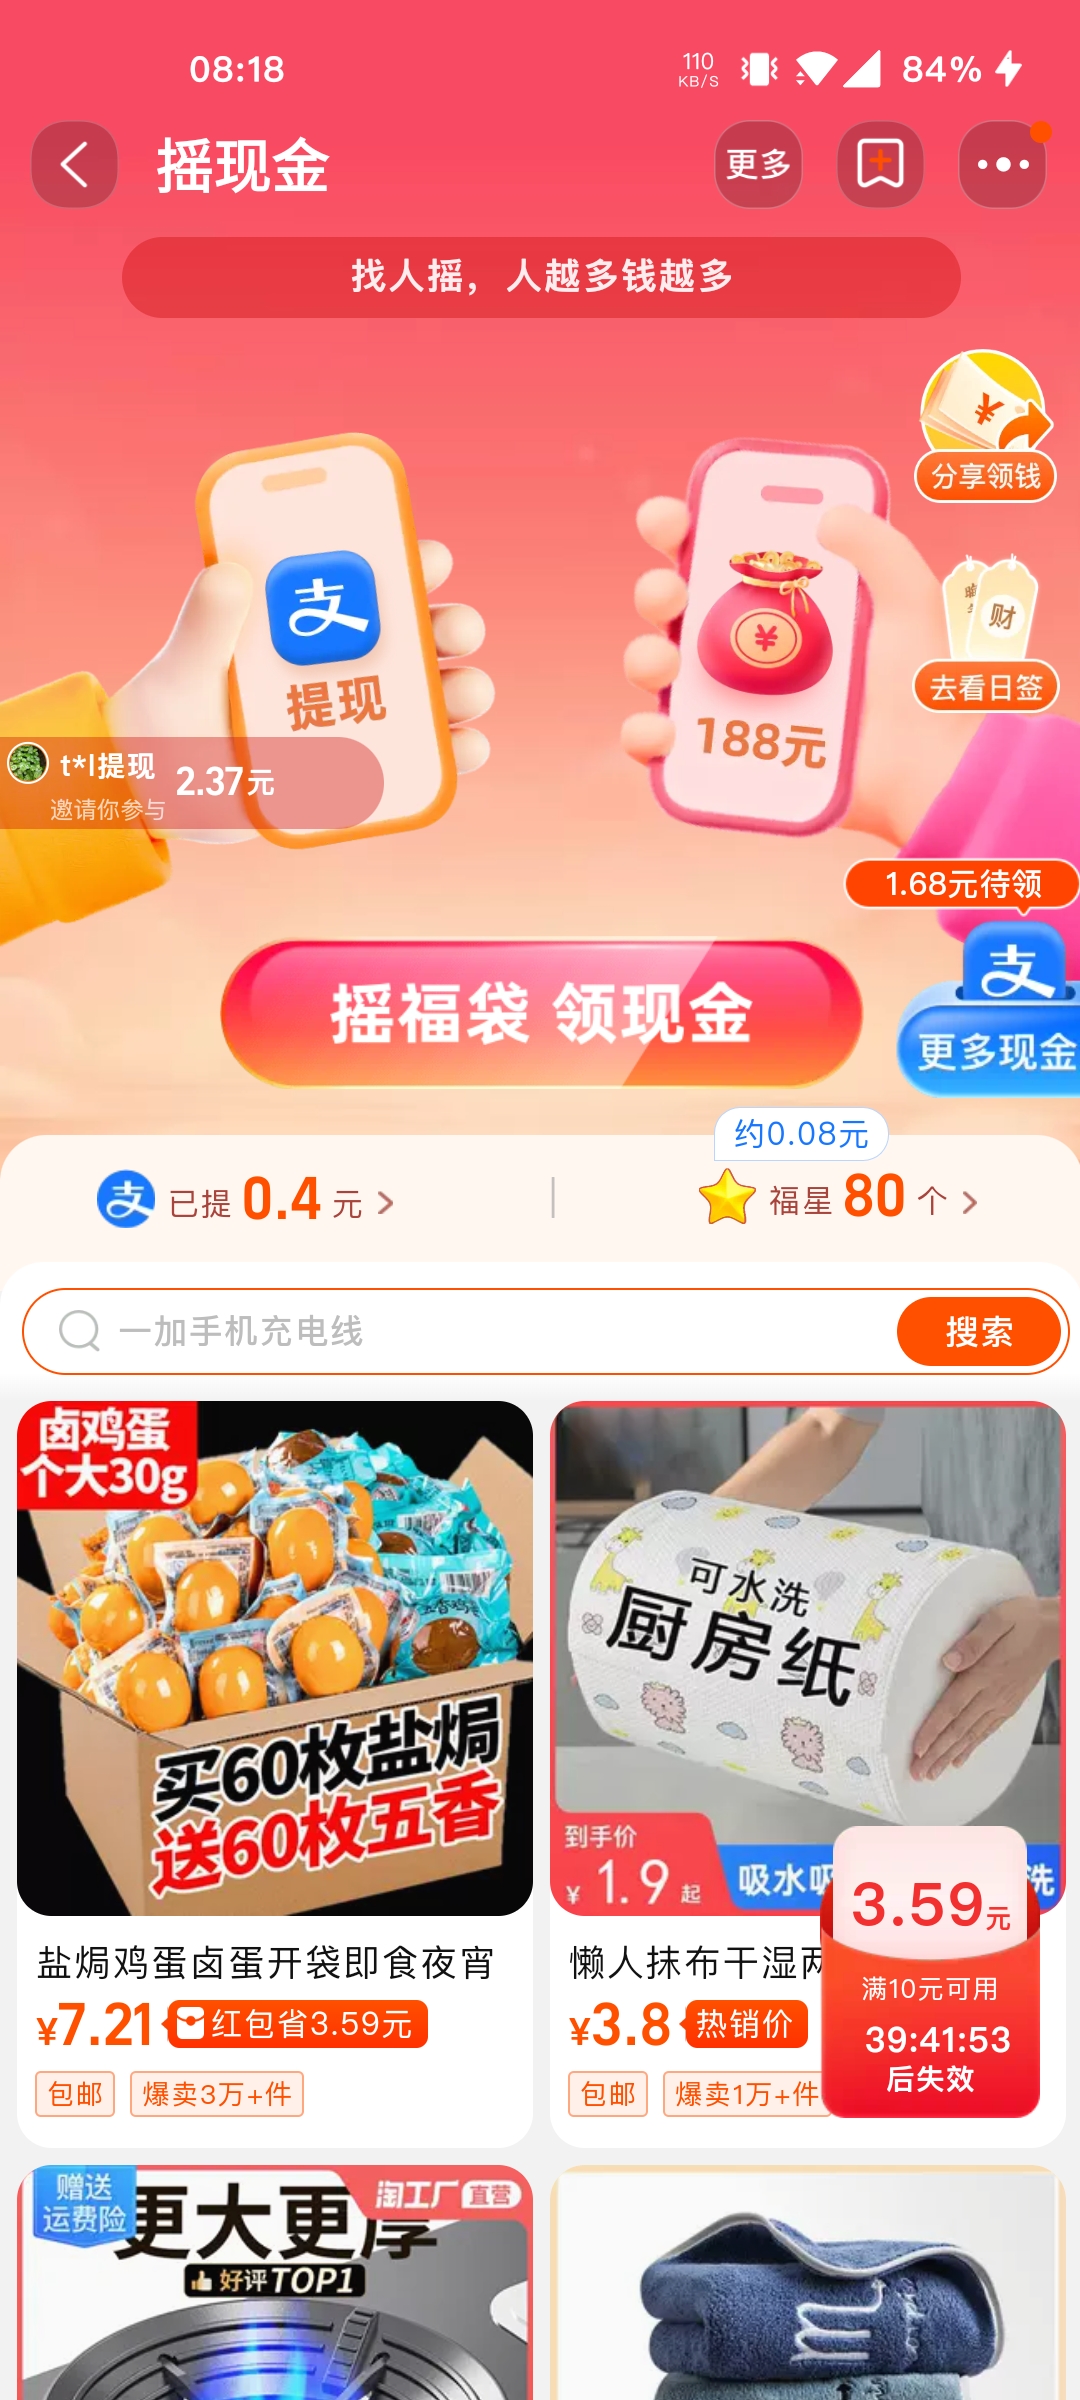 08:18
110
KB/S
84%
摇现金
更多
找人摇，人越多钱越多
¥
分享领钱
财
去看日签
支
提现
¥
188元
t*l提现 2.37元
邀请你参与
1.68元待领
支
更多现金
摇福袋 领现金
约0.08元
支 已提 0.4 元
福星 80 个
一加手机充电线
搜索
卤鸡蛋
个大30g
买60枚盐焗
送60枚五香
盐焗鸡蛋卤蛋开袋即食夜宵
¥7.21 红包省3.59元
包邮 爆卖3万+件
可水洗
厨房纸
到手价
¥1.9起
吸水
洗
懒人抹布干湿两
¥3.8 热销价
包邮 爆卖1万+件
3.59元
满10元可用
39:41:53
后失效
赠送
运费险
更大更厚
淘工厂 直营
好评TOP1
m